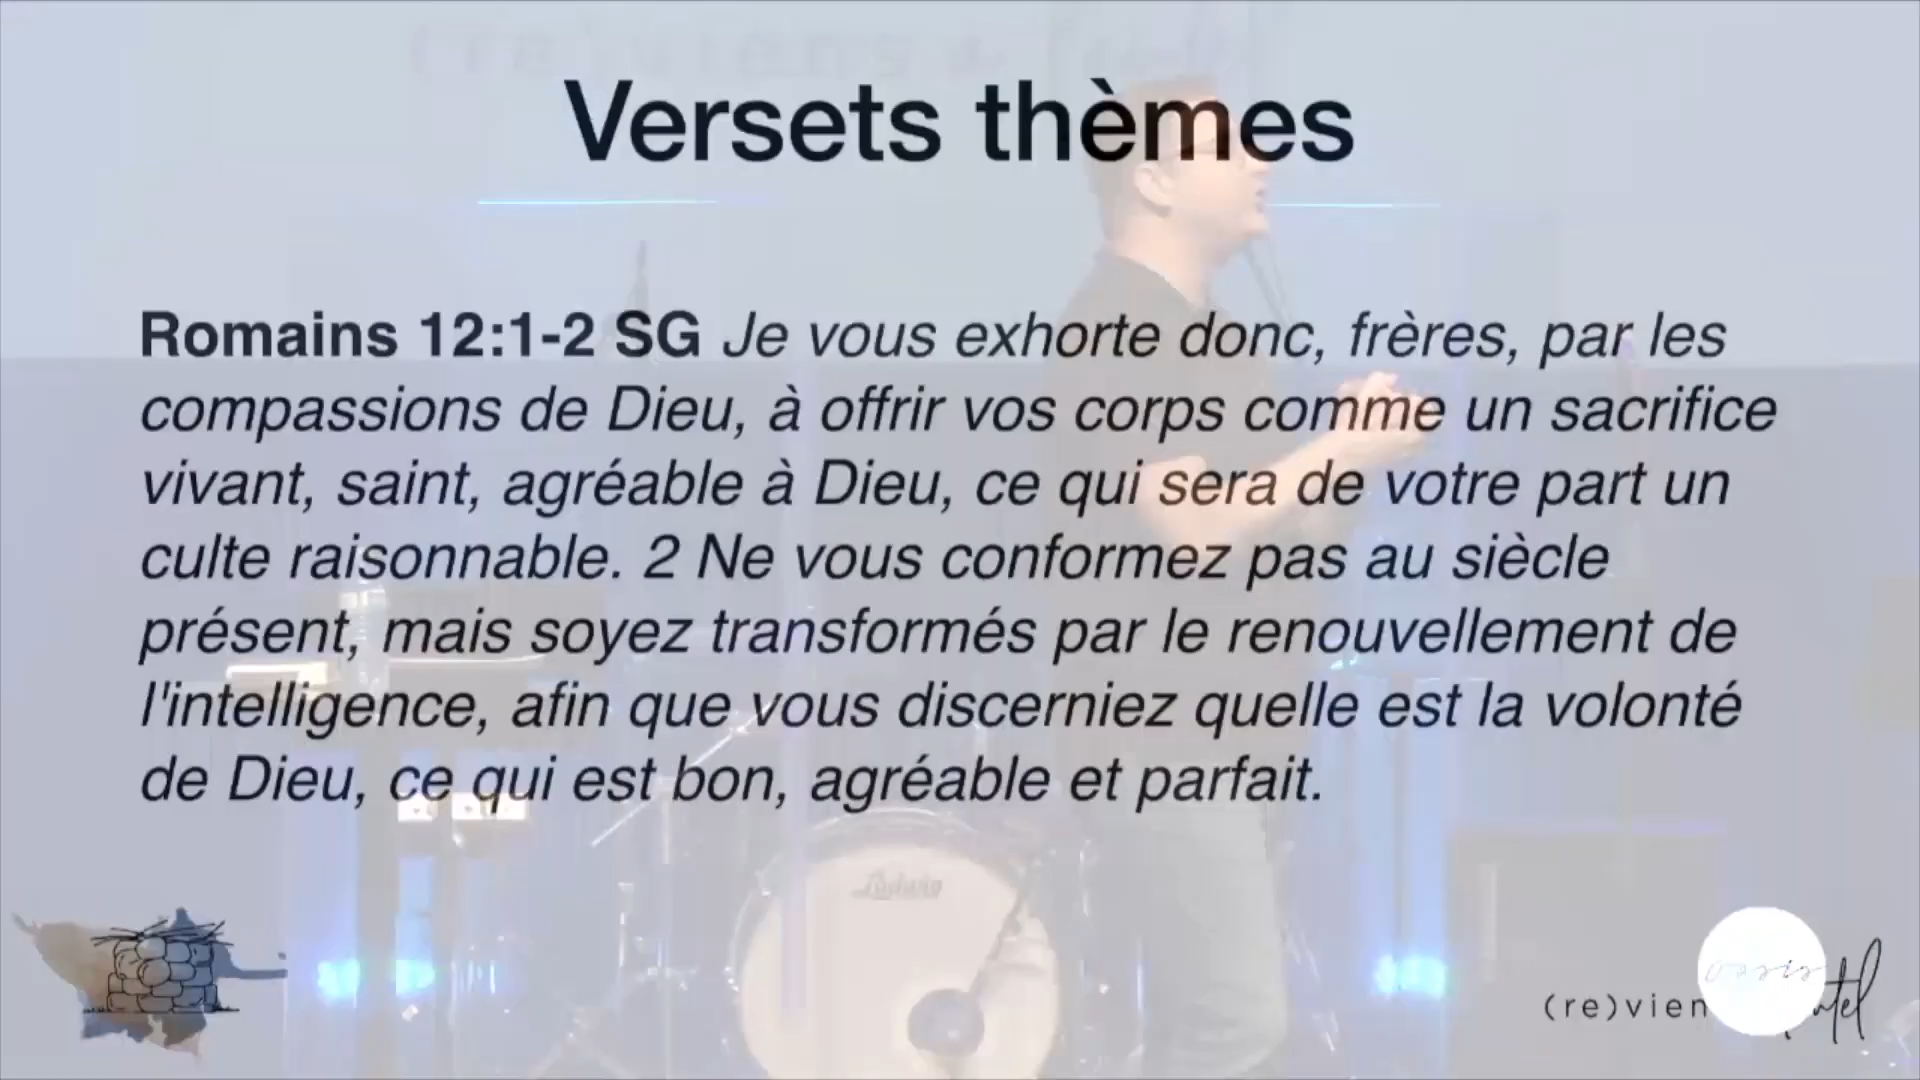 Versets thèmes
Romains 12:1-2 SG Je vous exhorte donc, frères, par les
compassions de Dieu, à offrir vos corps comme un sacrifice
vivant, saint, agréable à Dieu, ce qui sera de votre part un
culte raisonnable. 2 Ne vous conformez pas au siècle
présent, mais soyez transformés par le renouvellement de
l'intelligence, afin que vous discerniez quelle est la volonté
de Dieu, ce qui est bon, agréable et parfait.
Ludwig
oasis
(re)vien